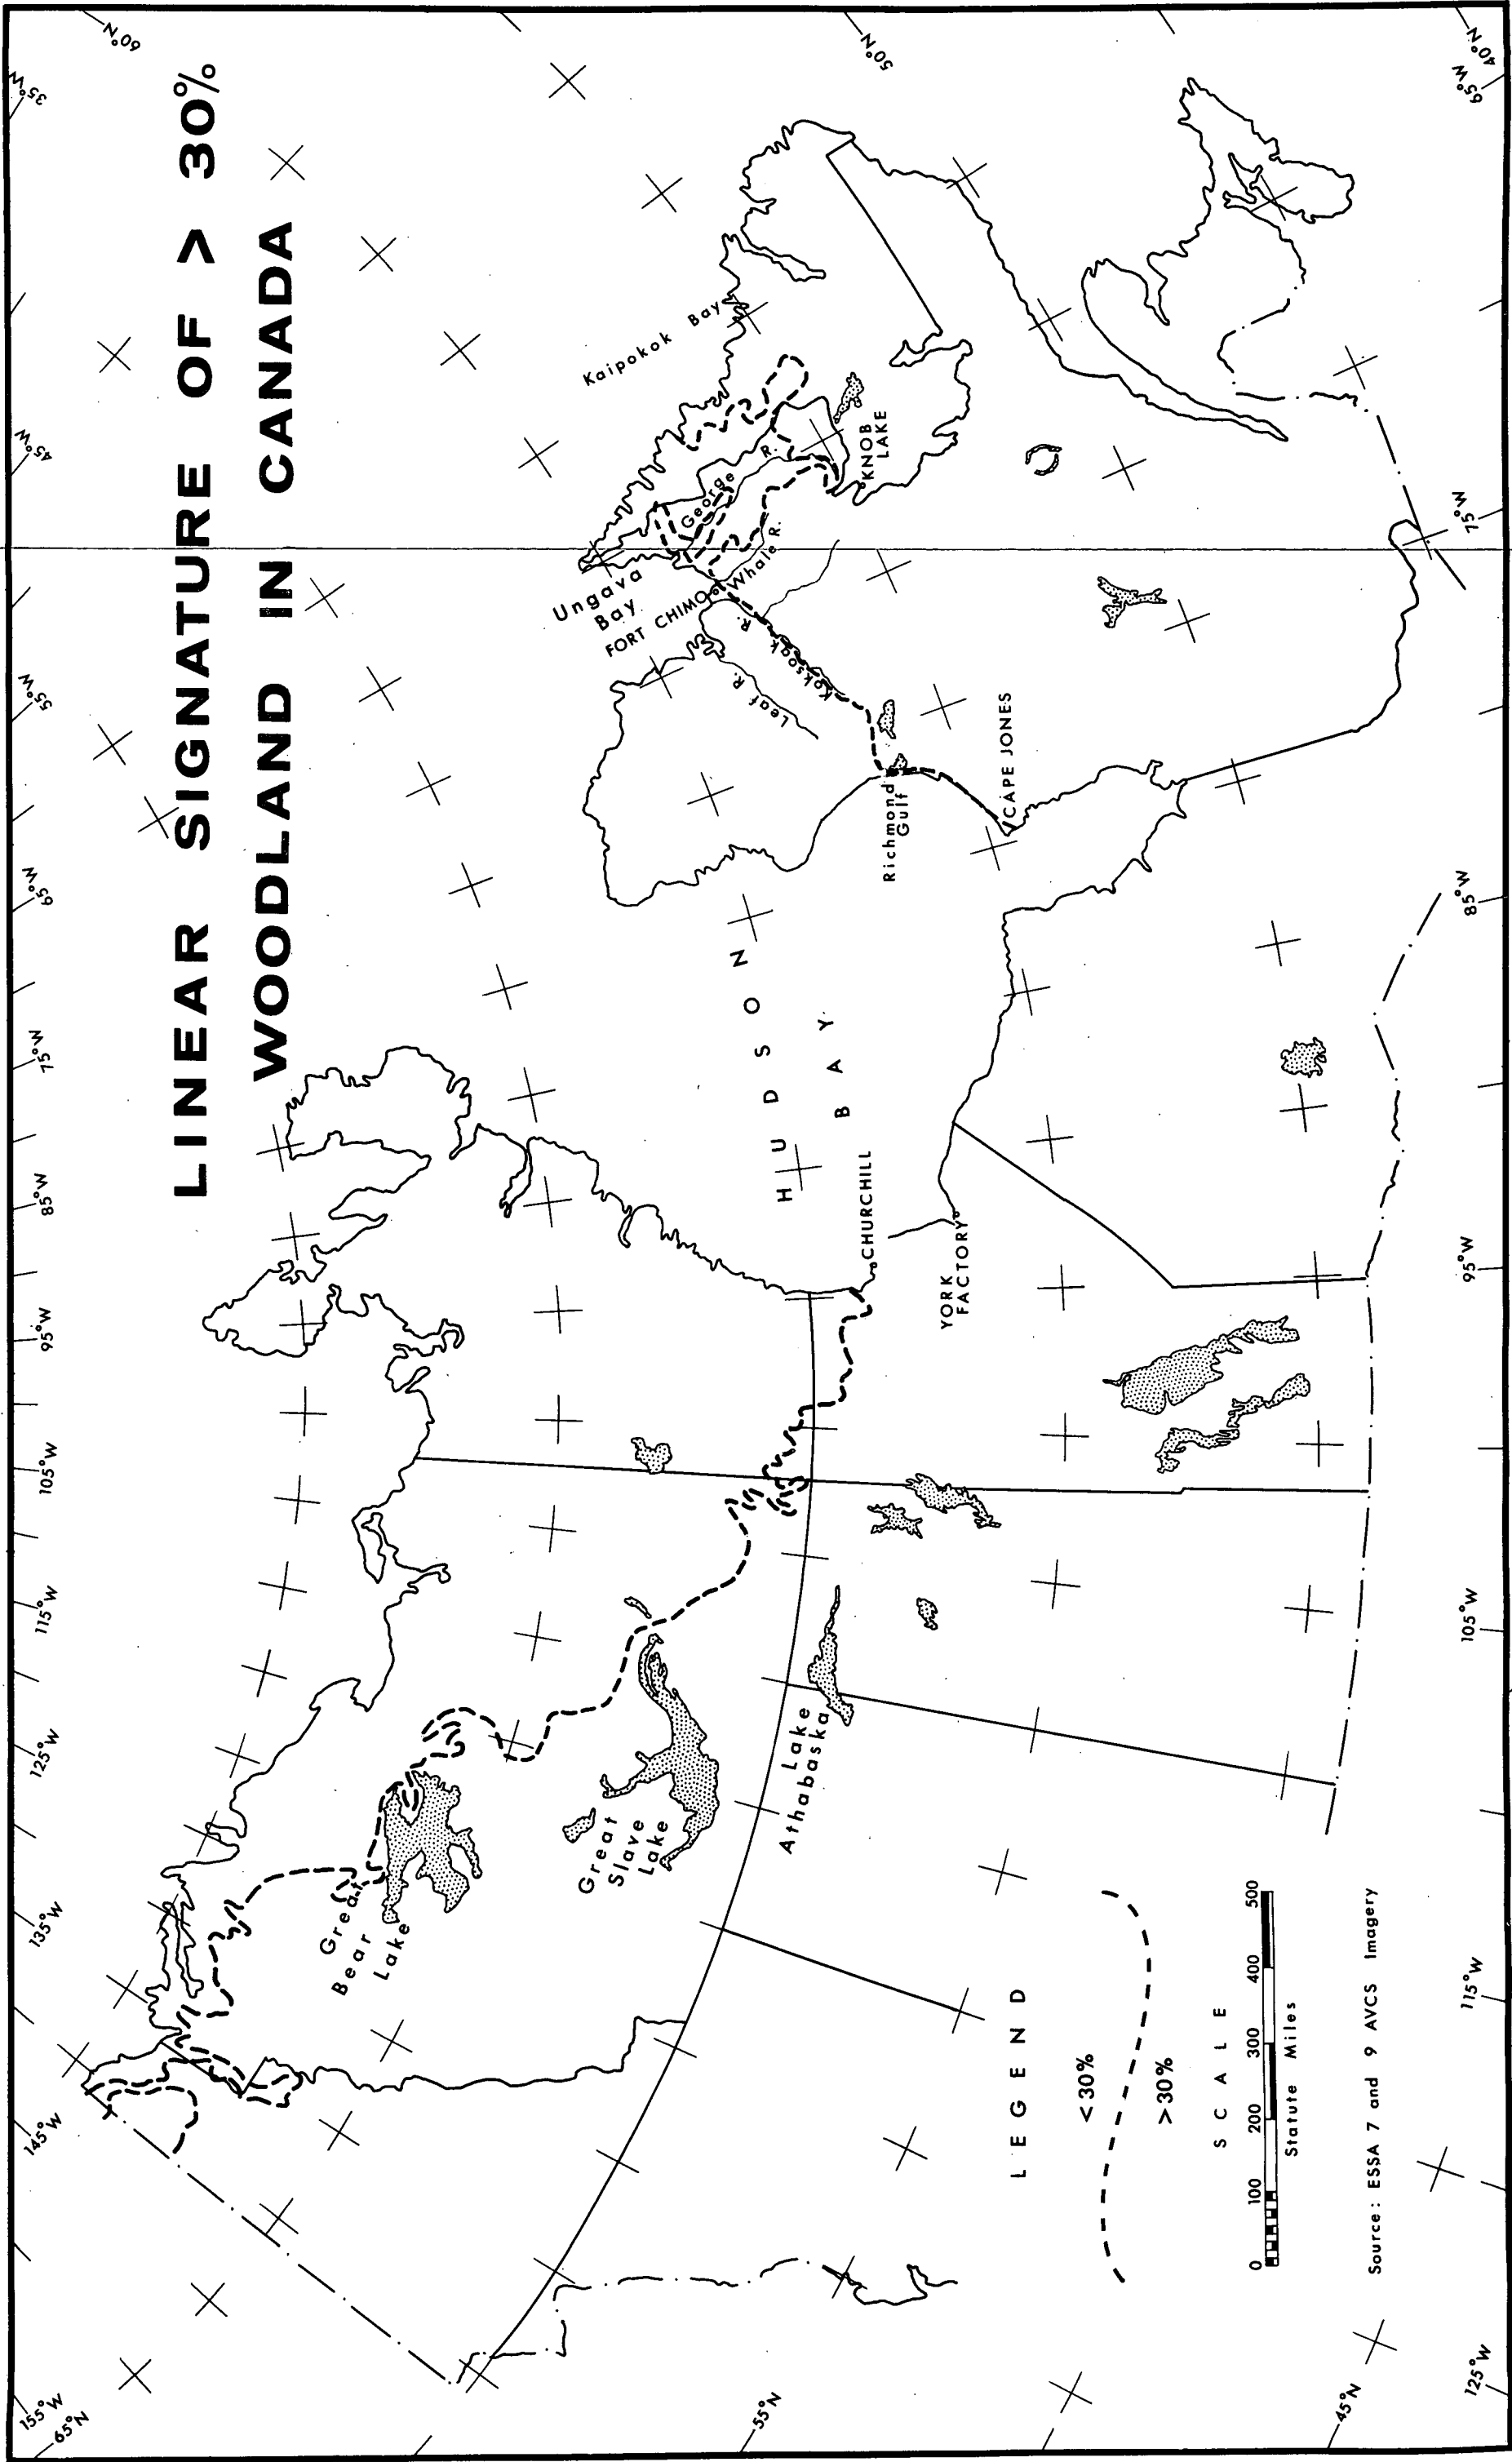 LINEAR SIGNATURE OF > 30%
WOODLAND IN CANADA
155°W
145°W
135°W
125°W
115°W
105°W
95°W
85°W
75°W
65°W
55°W
45°W
35°W
65°N
60°N
55°N
50°N
45°N
40°N
65°W
75°W
85°W
95°W
105°W
115°W
125°W
Great
Bear
Lake
Great
Slave
Lake
Lake
Athabaska
HUDSON
BAY
CHURCHILL
YORK
FACTORY
Richmond
Gulf
CAPE JONES
Leaf R.
Koksoak R.
Ungava
Bay
FORT CHIMO
Whale R.
George R.
Kaipokok Bay
KNOB
LAKE
LEGEND
<30%
>30%
SCALE
0 100 200 300 400 500
Statute Miles
Source: ESSA 7 and 9 AVCS Imagery